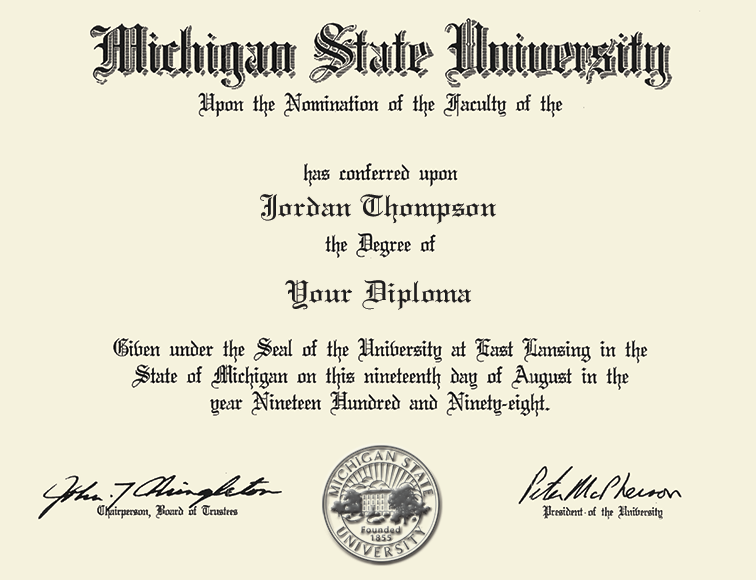 Michigan State University
Upon the Nomination of the Faculty of the
has conferred upon
Jordan Thompson
the Degree of
Your Diploma
Given under the Seal of the University at East Lansing in the
State of Michigan on this nineteenth day of August in the
year Nineteen Hundred and Ninety-eight.
Chairperson, Board of Trustees
MICHIGAN STATE
Founded
1855
UNIVERSITY
Peter McPherson
President of the University